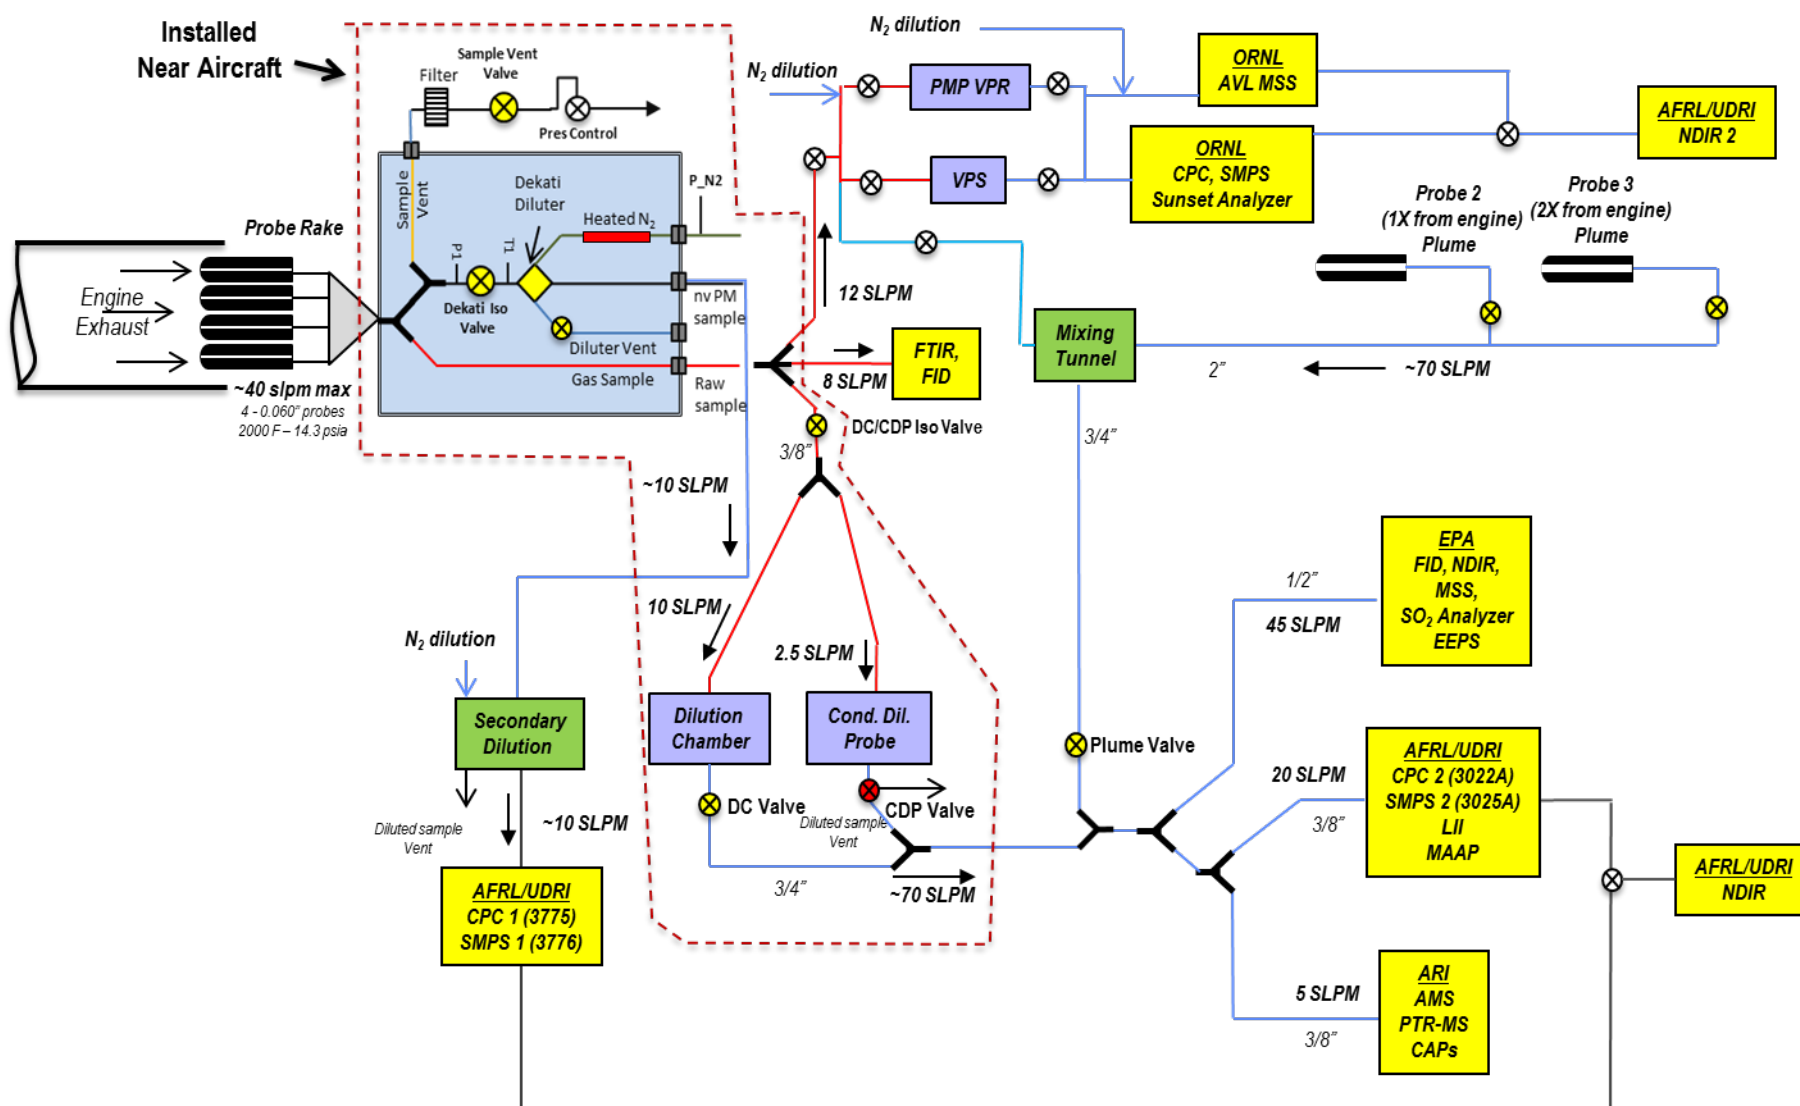 Installed
Near Aircraft
Filter
Sample Vent
Valve
Pres Control
N2 dilution
N2 dilution
PMP VPR
VPS
ORNL
AVL MSS
ORNL
CPC, SMPS
Sunset Analyzer
AFRL/UDRI
NDIR 2
Probe 2
(1X from engine)
Plume
Probe 3
(2X from engine)
Plume
Probe Rake
Engine
Exhaust
~40 slpm max
4 - 0.060" probes
2000 F – 14.3 psia
Sample
Vent
P1
T1
Dekati
Diluter
Heated N2
P_N2
Dekati Iso
Valve
nv PM
sample
Diluter Vent
Gas Sample
Raw
sample
12 SLPM
8 SLPM
FTIR,
FID
Mixing
Tunnel
2"
~70 SLPM
DC/CDP Iso Valve
3/8"
3/4"
~10 SLPM
10 SLPM
2.5 SLPM
N2 dilution
Secondary
Dilution
Dilution
Chamber
Cond. Dil.
Probe
Plume Valve
DC Valve
CDP Valve
Diluted sample
Vent
Diluted sample
Vent
~10 SLPM
3/4"
~70 SLPM
AFRL/UDRI
CPC 1 (3775)
SMPS 1 (3776)
1/2"
45 SLPM
EPA
FID, NDIR,
MSS,
SO2 Analyzer
EEPS
20 SLPM
3/8"
AFRL/UDRI
CPC 2 (3022A)
SMPS 2 (3025A)
LII
MAAP
AFRL/UDRI
NDIR
5 SLPM
3/8"
ARI
AMS
PTR-MS
CAPs